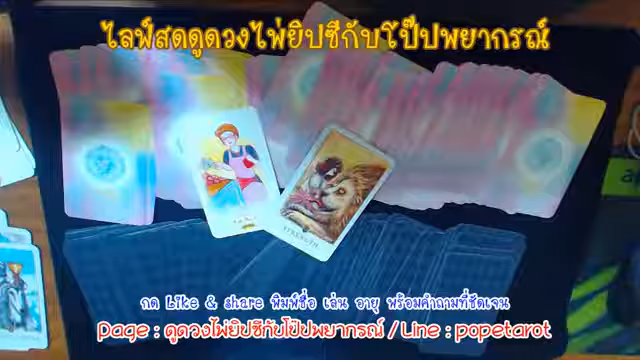 ไลฟ์สดดูดวงไพ่ยิปซีกับโป๊ปพยากรณ์
STRENGTH
กด Like & share พิมพ์ชื่อ เล่น อายุ พร้อมคำถามที่ชัดเจน
Page : ดูดวงไพ่ยิปซีกับโป๊ปพยากรณ์ / Line : popetarot